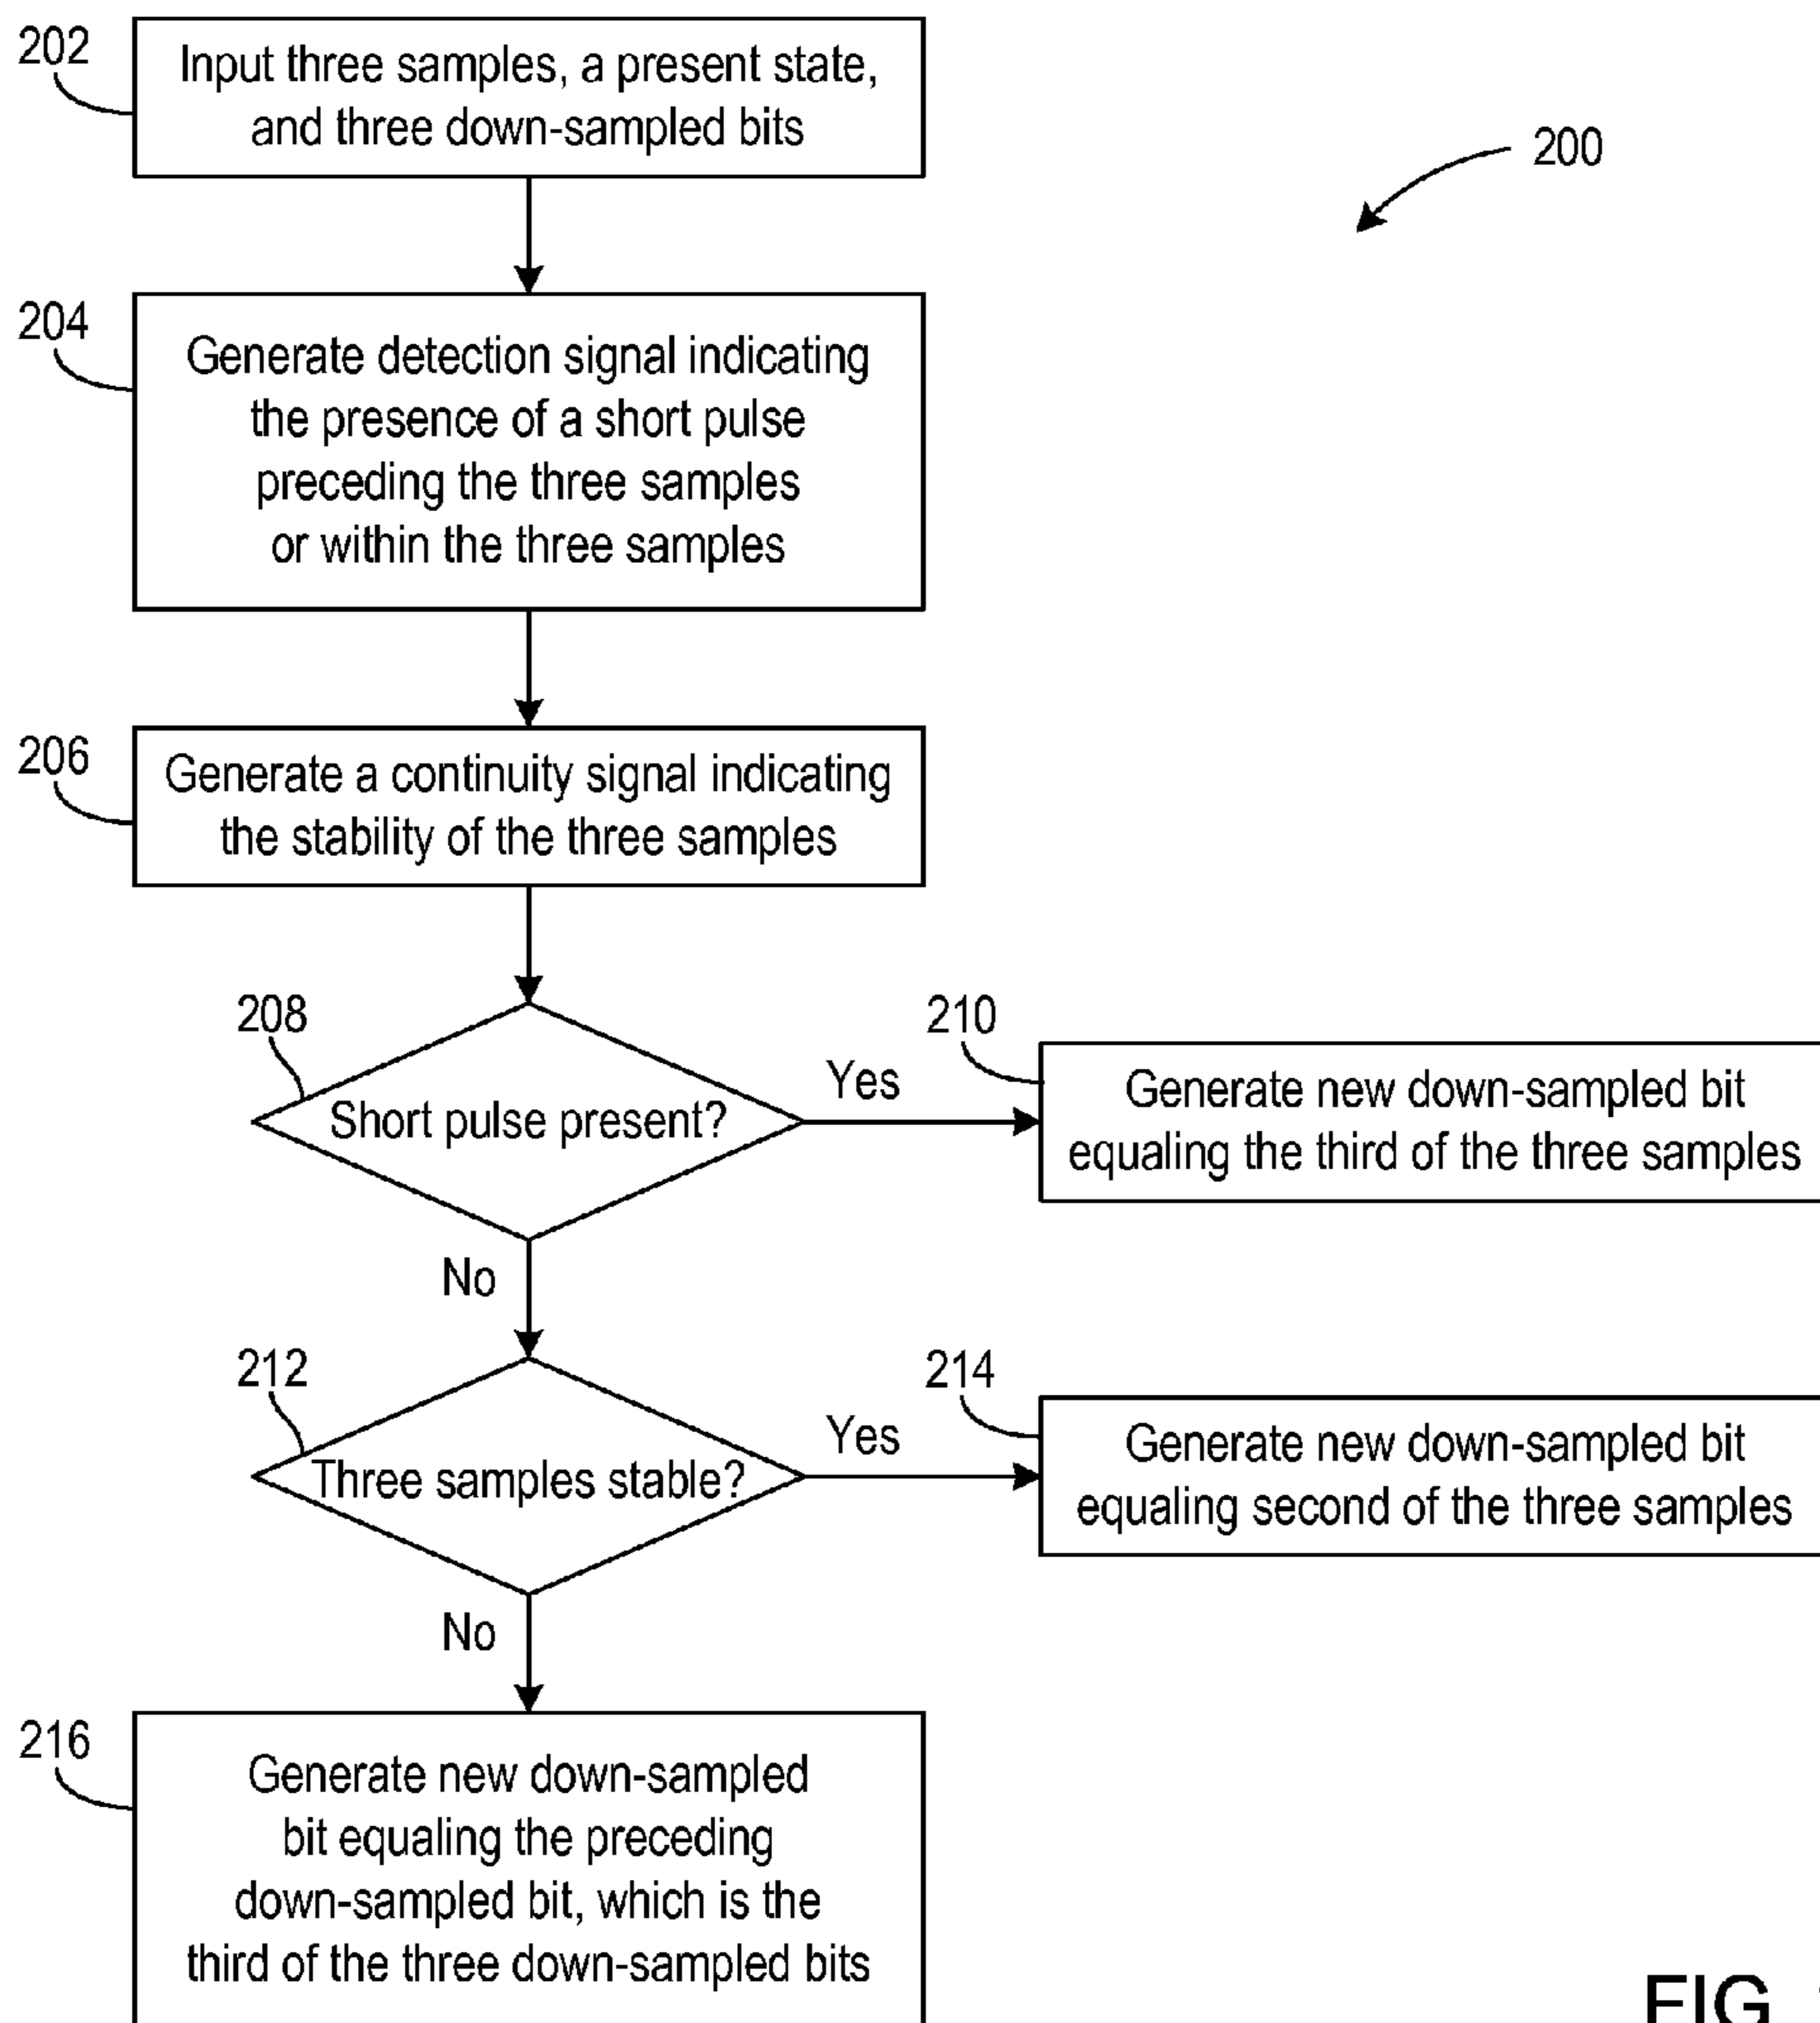 202
Input three samples, a present state,
and three down-sampled bits
200
204
Generate detection signal indicating
the presence of a short pulse
preceding the three samples
or within the three samples
206
Generate a continuity signal indicating
the stability of the three samples
208
Short pulse present?
Yes
210
Generate new down-sampled bit
equaling the third of the three samples
No
212
Three samples stable?
Yes
214
Generate new down-sampled bit
equaling second of the three samples
No
216
Generate new down-sampled
bit equaling the preceding
down-sampled bit, which is the
third of the three down-sampled bits
FIG.